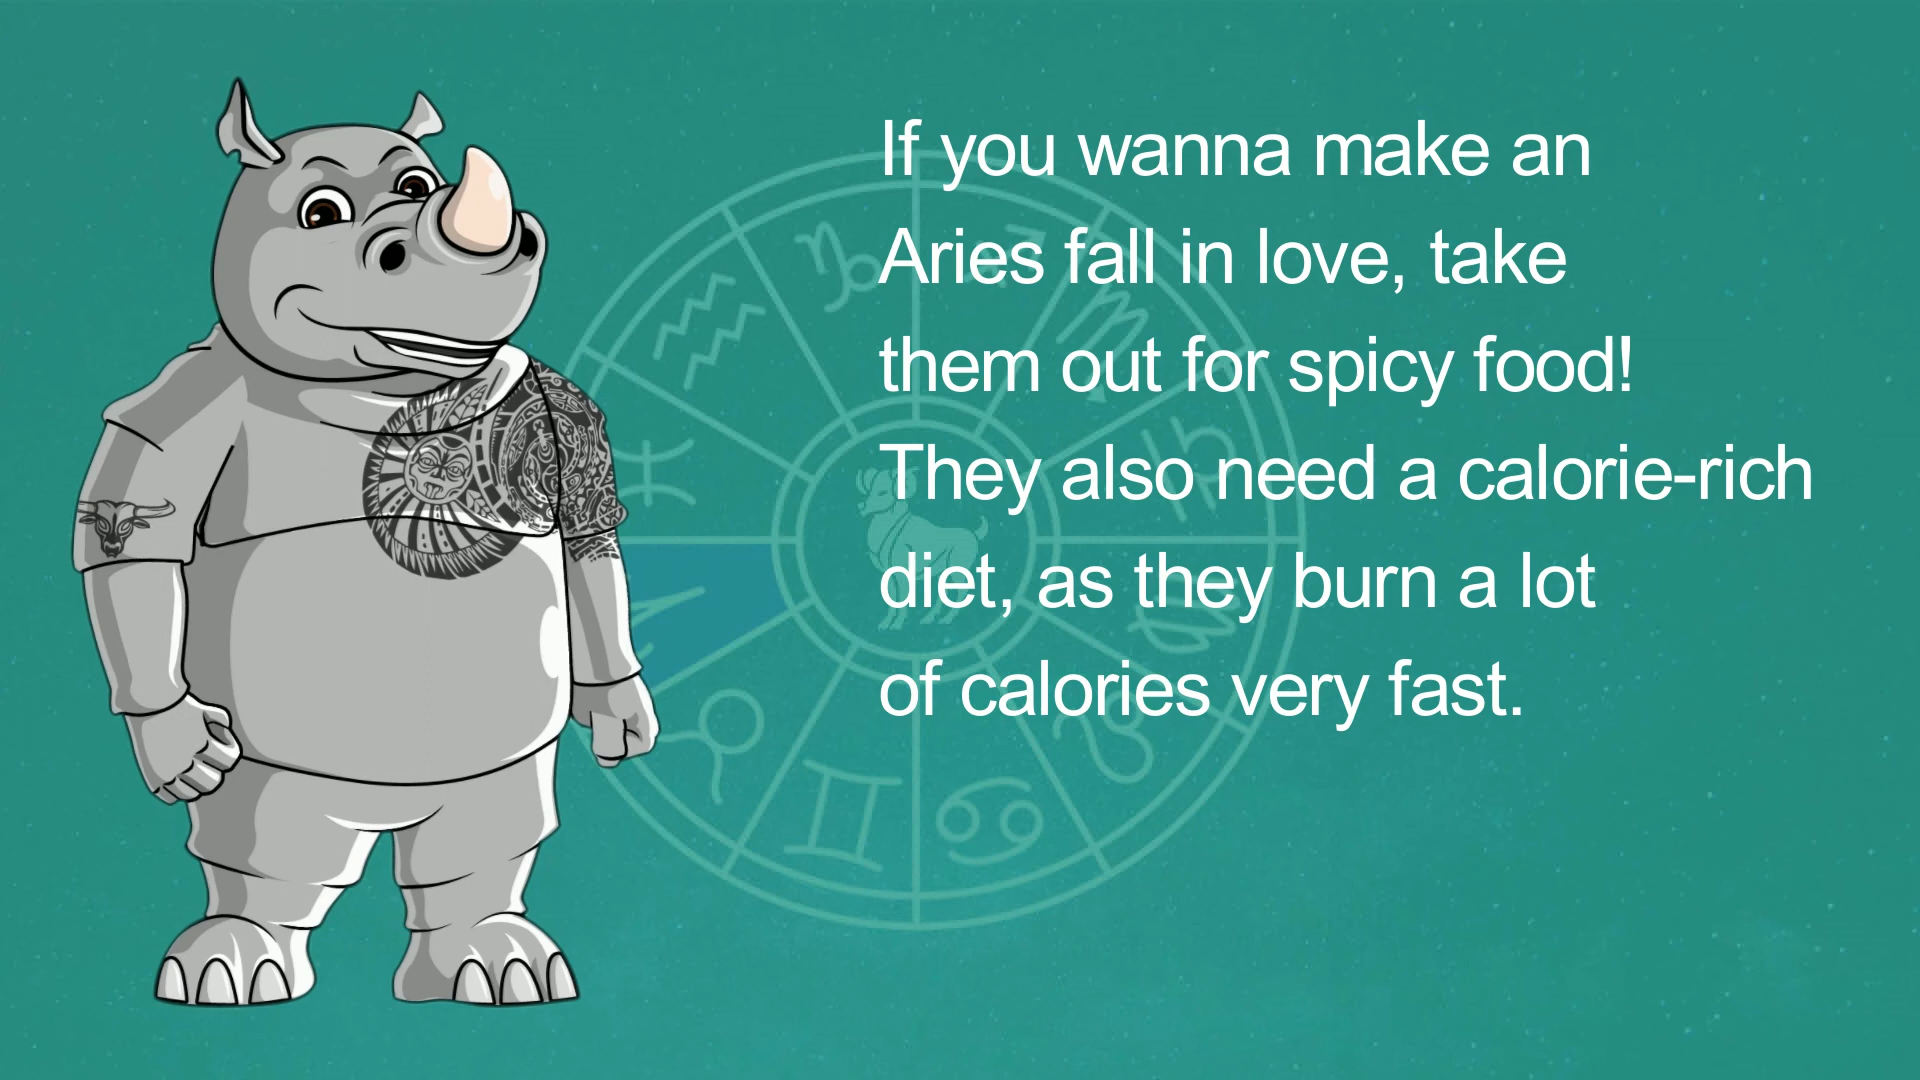 If you wanna make an
Aries fall in love, take
them out for spicy food!
They also need a calorie-rich
diet, as they burn a lot
of calories very fast.